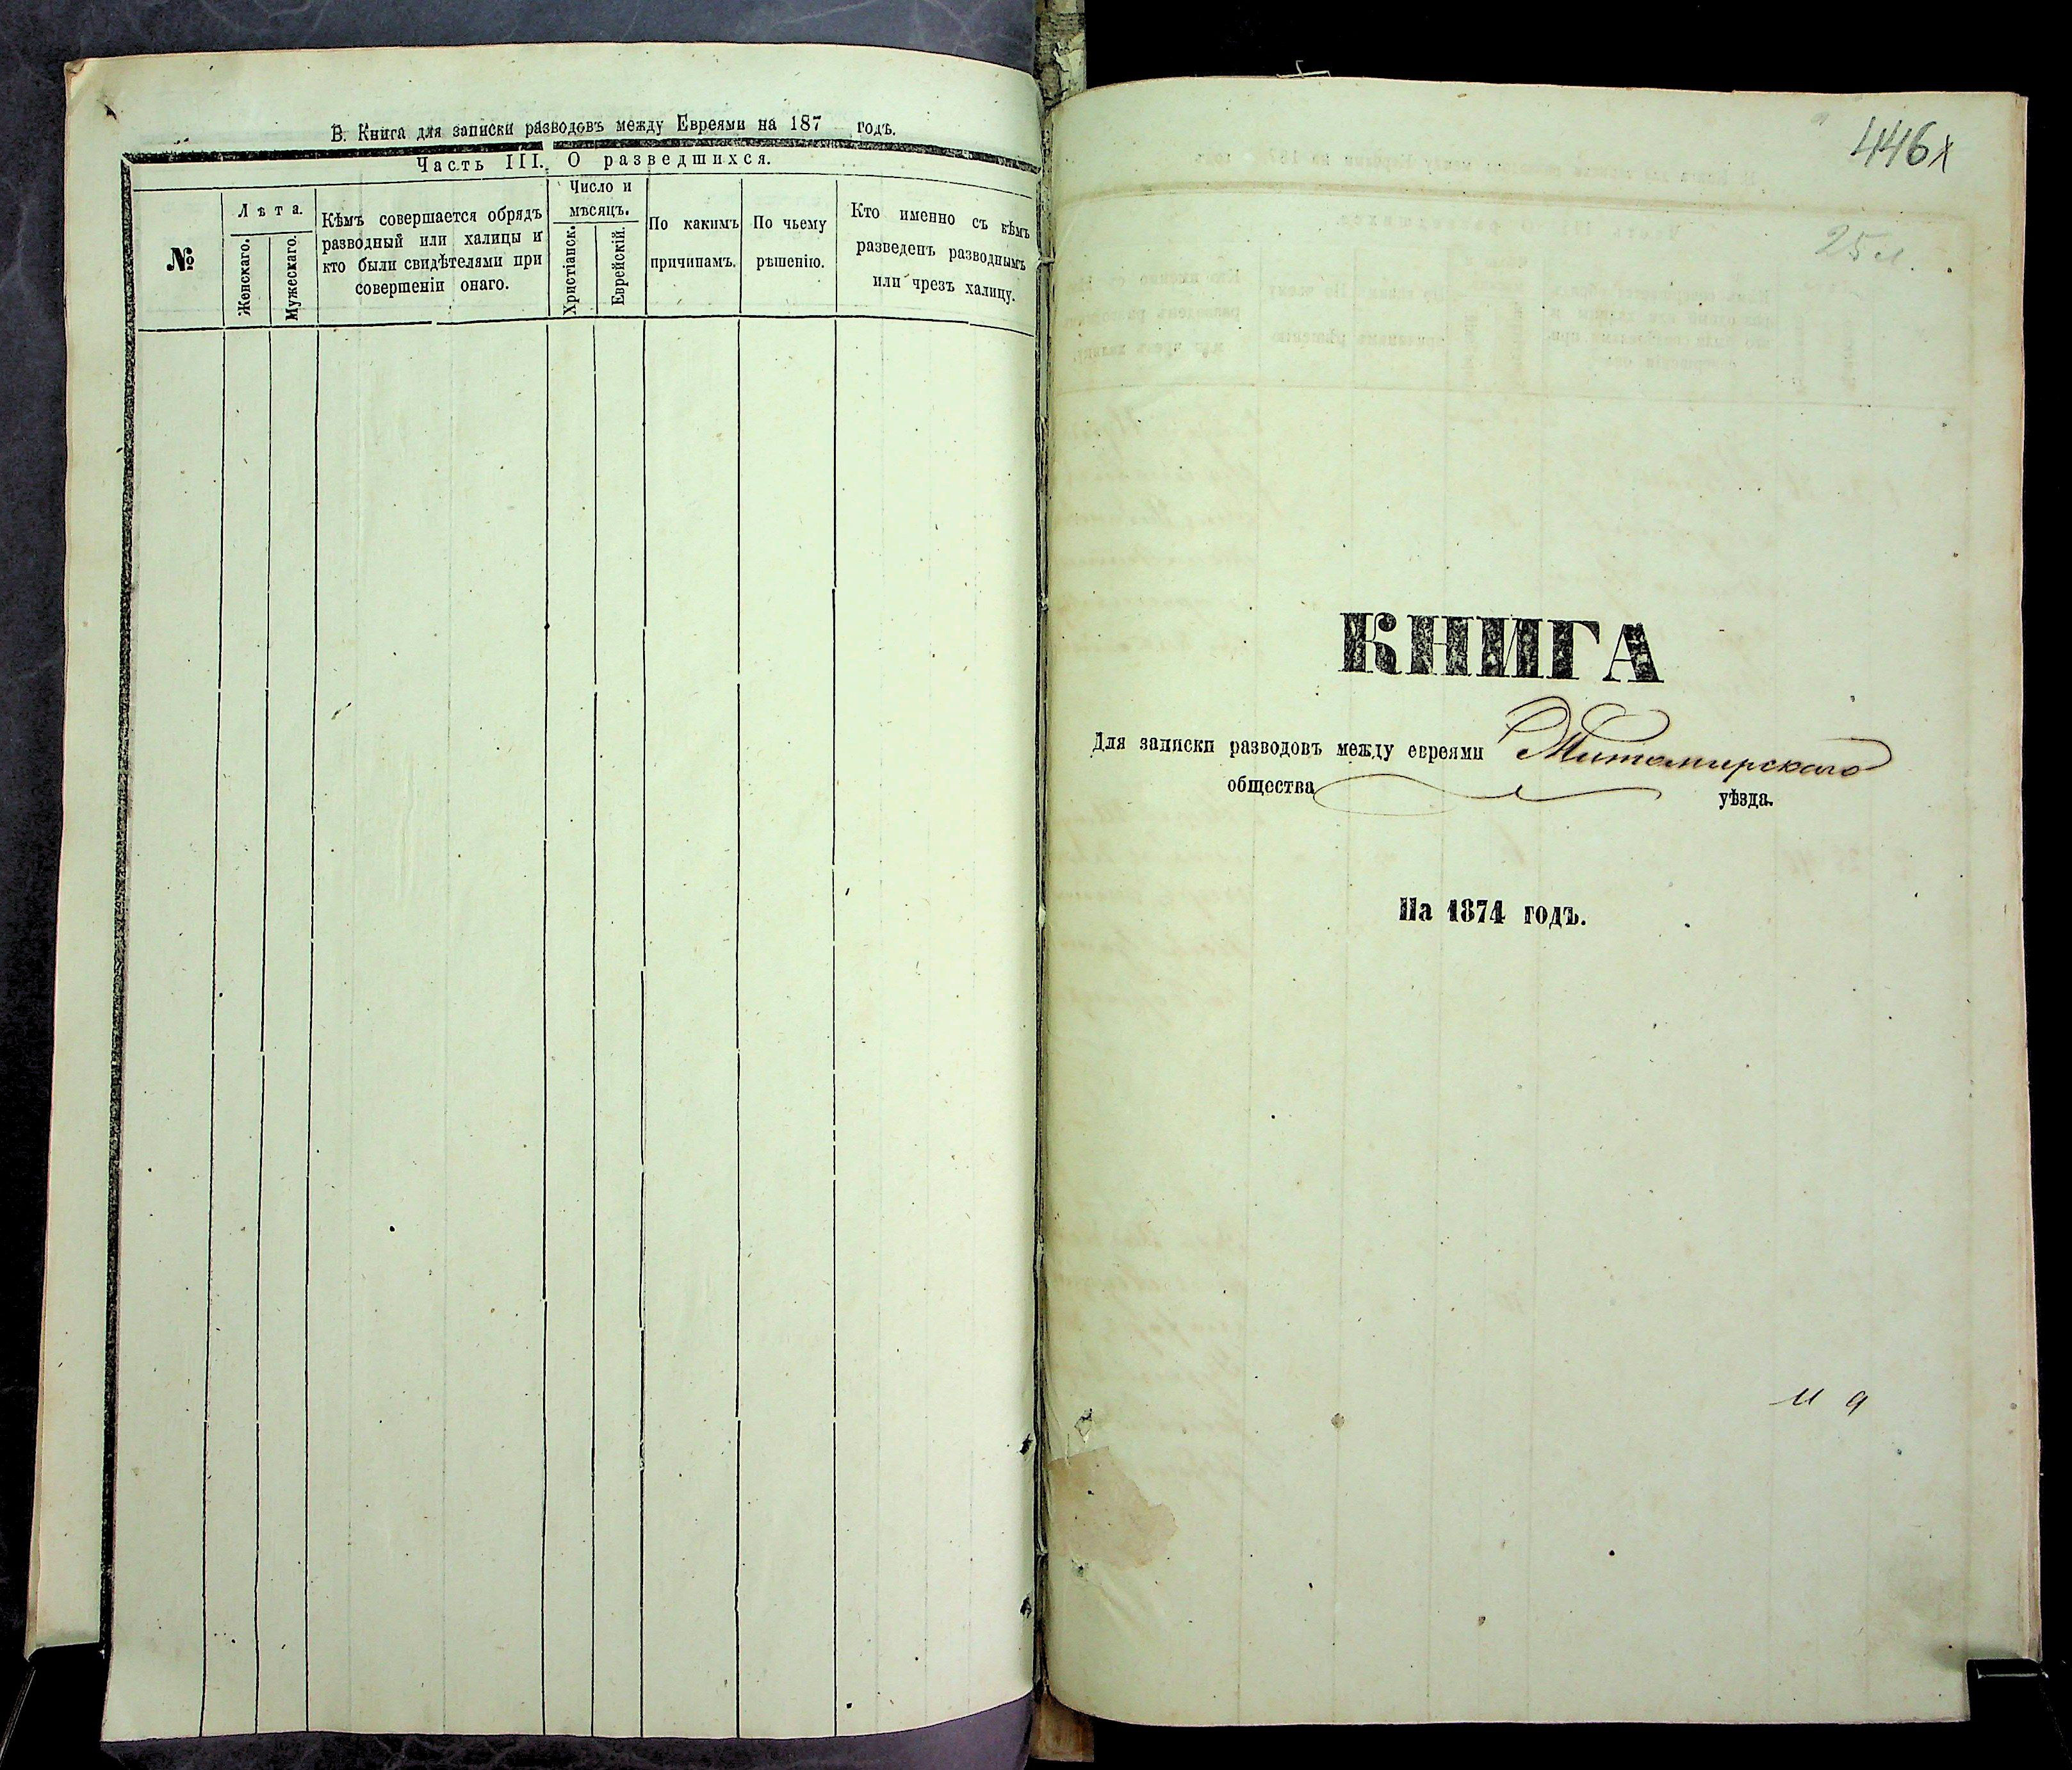 В. Книга для записки разводовъ между Евреями на 187 годъ.
Часть III. О разведшихся.
№
Лѣта.
Женскаго.
Мужескаго.
Кѣмъ совершается обрядъ
разводный или халицы и
кто были свидѣтелями при
совершеніи онаго.
Число и
мѣсяцъ.
Христіанск.
Еврейскій.
По какимъ
причинамъ.
По чьему
рѣшенію.
Кто именно съ кѣмъ
разведенъ разводнымъ
или чрезъ халицу.
446
25 л.
КНИГА
Для записки разводовъ между евреями Житомирскаго
общества уѣзда.
На 1874 годъ.